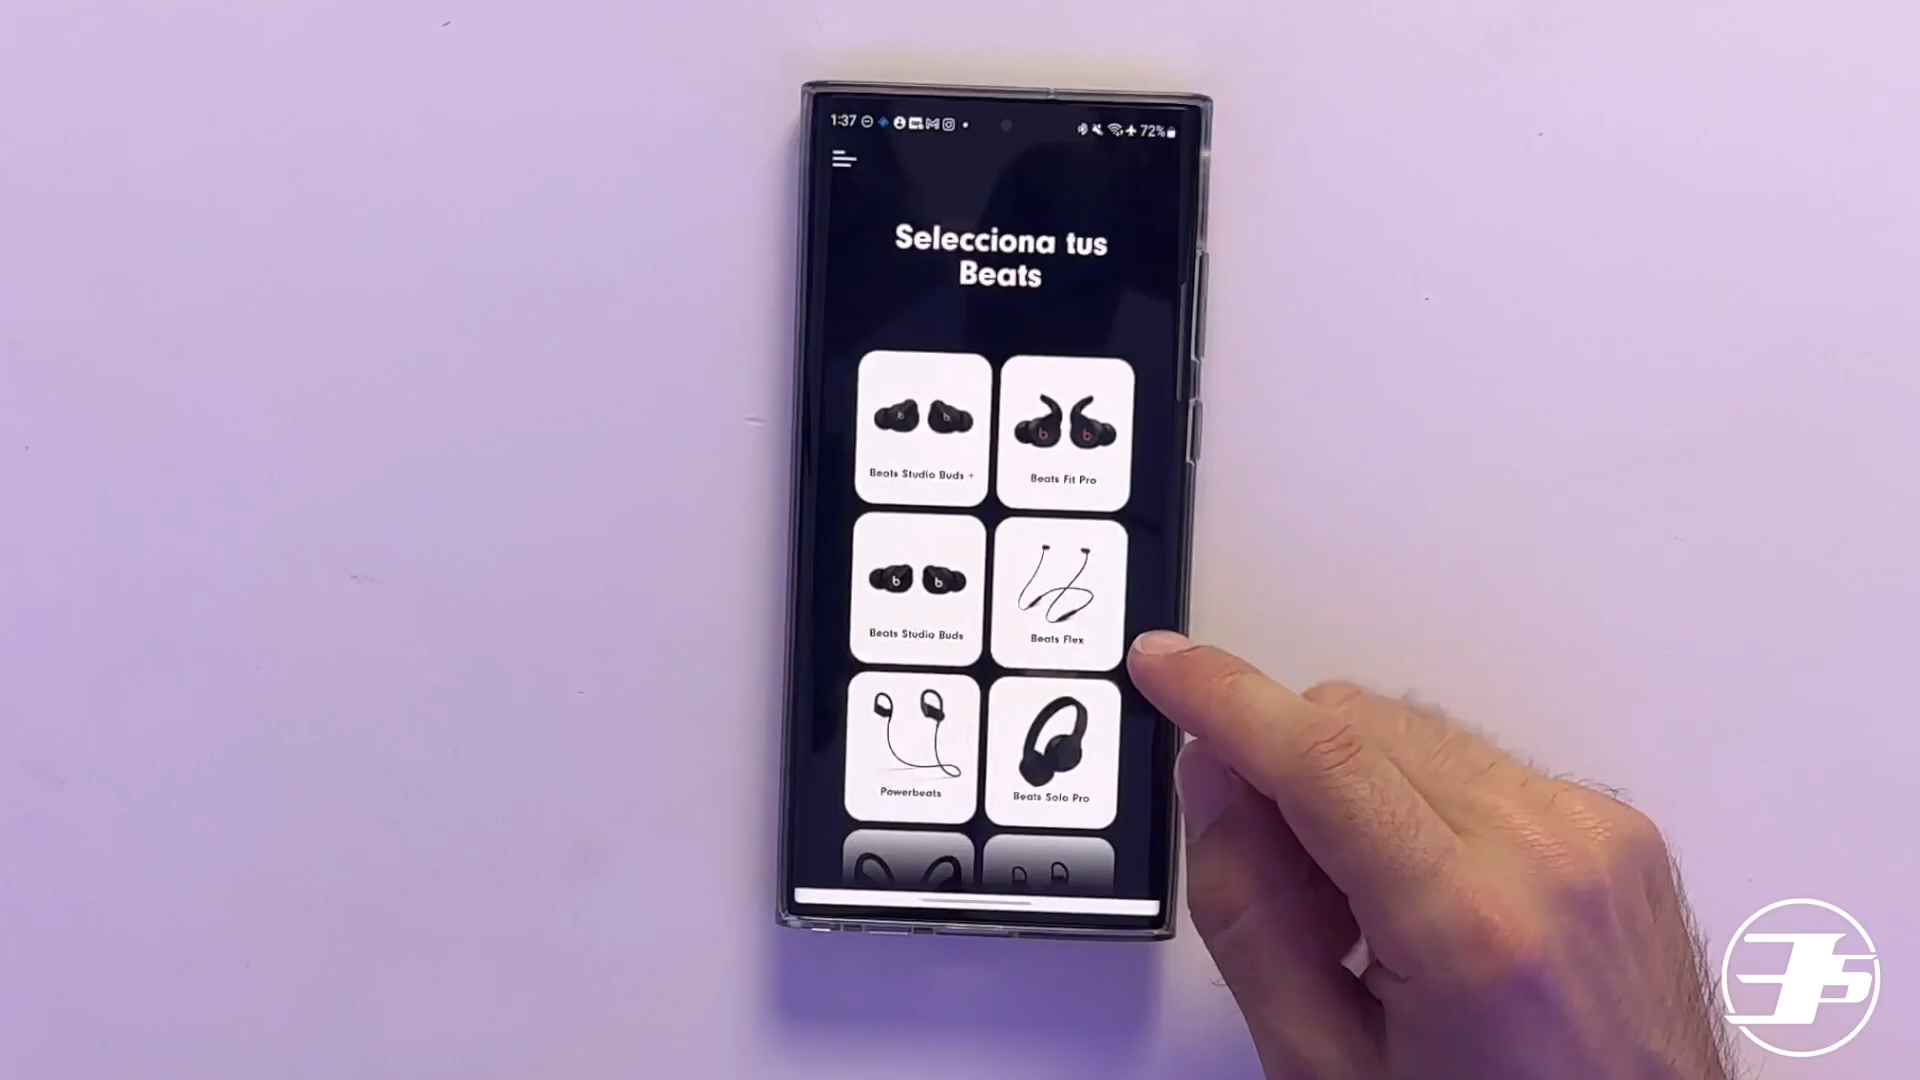 1:37
72%
Selecciona tus
Beats
Beats Studio Buds +
Beats Fit Pro
Beats Studio Buds
Beats Flex
Powerbeats
Beats Solo Pro